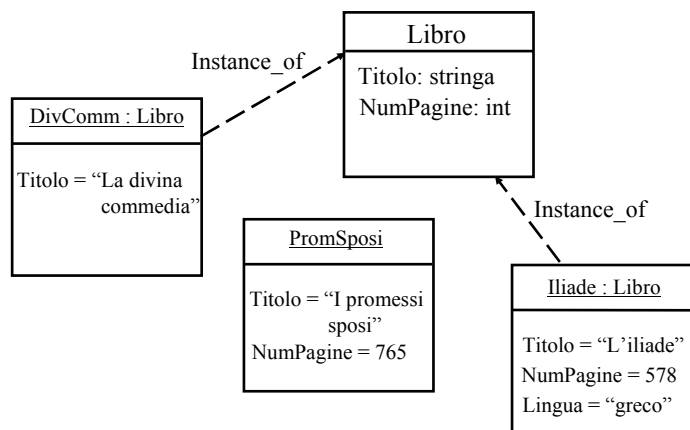 Libro
Titolo: stringa
NumPagine: int
Instance_of
DivComm : Libro
Titolo = “La divina
commedia”
PromSposi
Titolo = “I promessi
sposi”
NumPagine = 765
Instance_of
Iliade : Libro
Titolo = “L’iliade”
NumPagine = 578
Lingua = “greco”